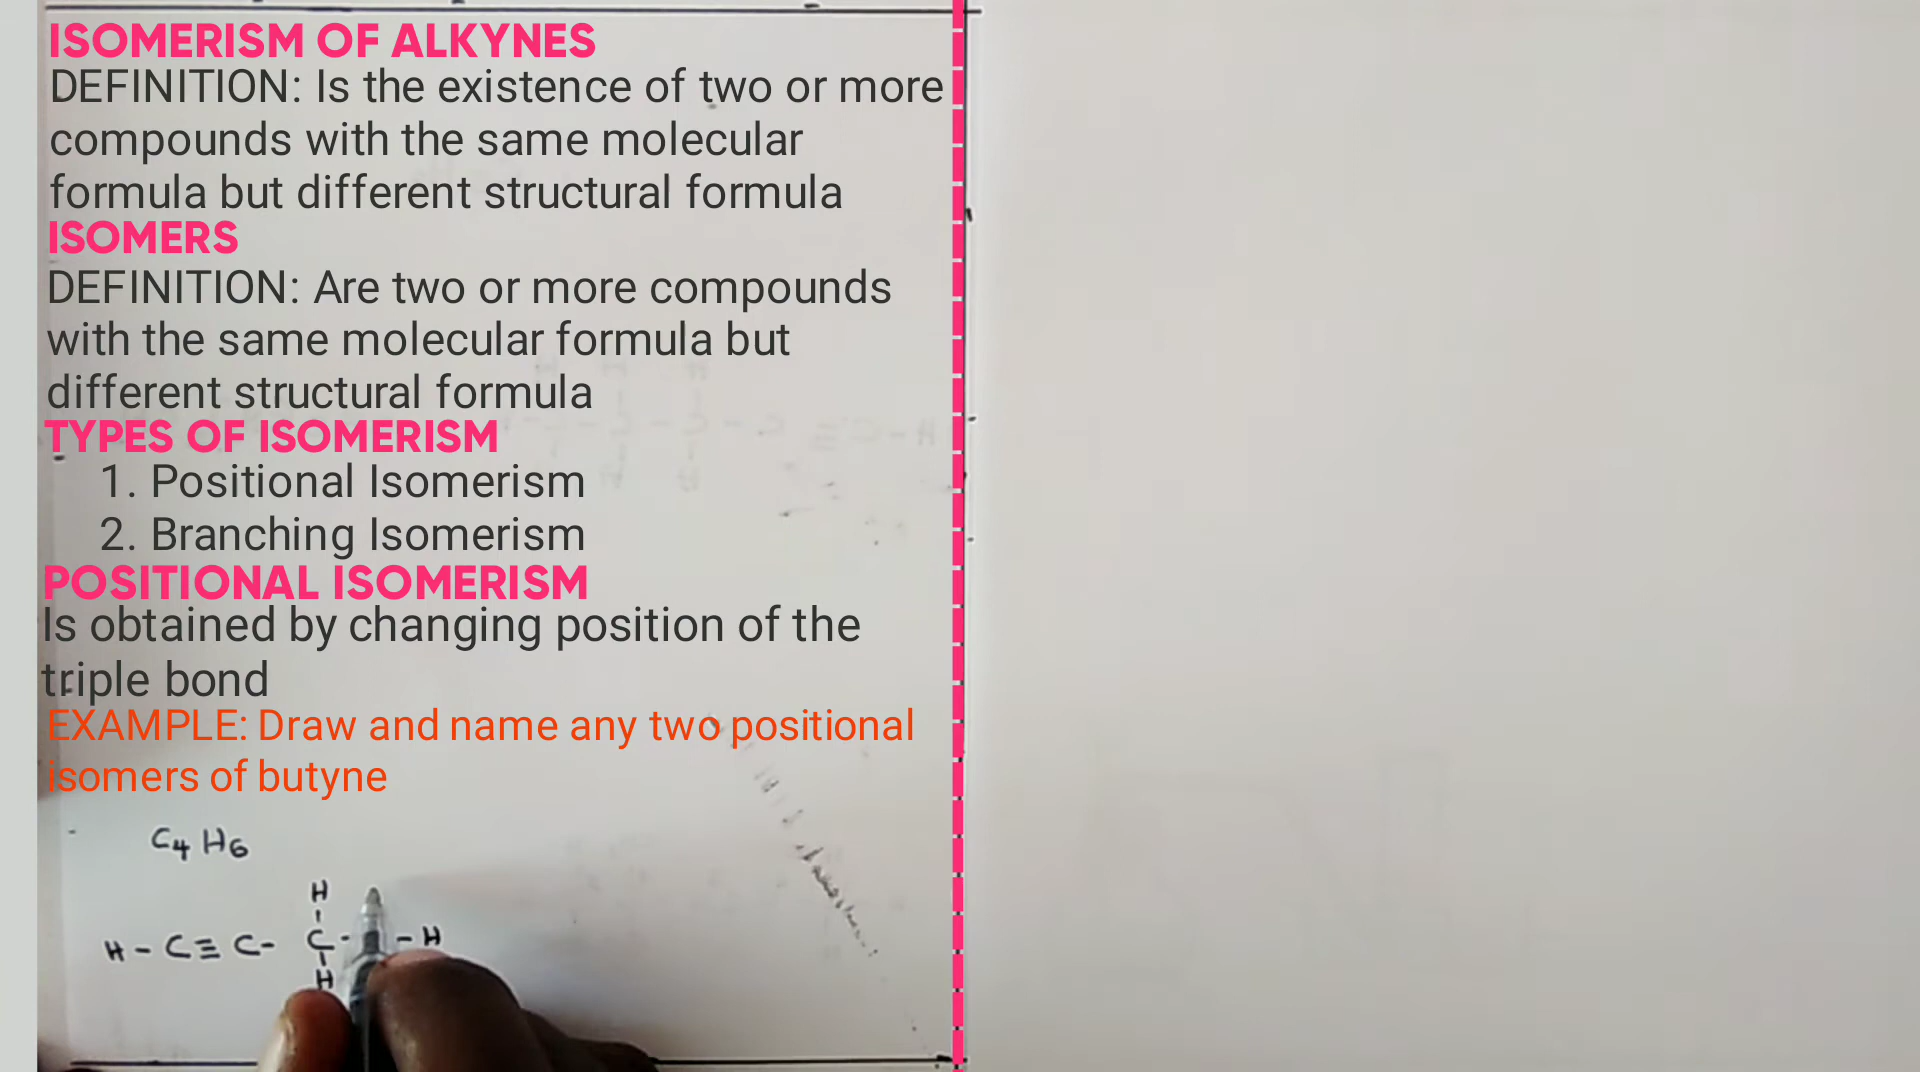 ISOMERISM OF ALKYNES
DEFINITION: Is the existence of two or more
compounds with the same molecular
formula but different structural formula
ISOMERS
DEFINITION: Are two or more compounds
with the same molecular formula but
different structural formula
TYPES OF ISOMERISM
1. Positional Isomerism
2. Branching Isomerism
POSITIONAL ISOMERISM
Is obtained by changing position of the
triple bond
EXAMPLE: Draw and name any two positional
isomers of butyne
C4 H6
H
H - C ≡ C - C - - H
H